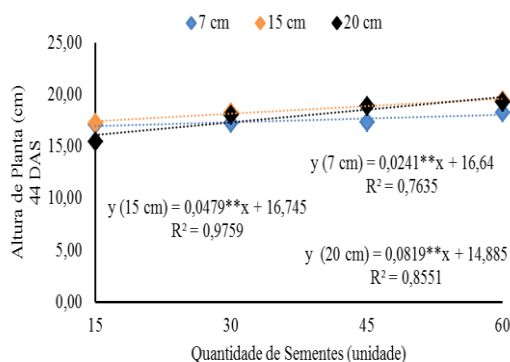 7 cm 15 cm 20 cm
25,00
20,00
15,00
10,00
5,00
0,00
Altura de Planta (cm)
44 DAS
y (7 cm) = 0,0241**x + 16,64
R² = 0,7635
y (15 cm) = 0,0479**x + 16,745
R² = 0,9759
y (20 cm) = 0,0819**x + 14,885
R² = 0,8551
15 30 45 60
Quantidade de Sementes (unidade)